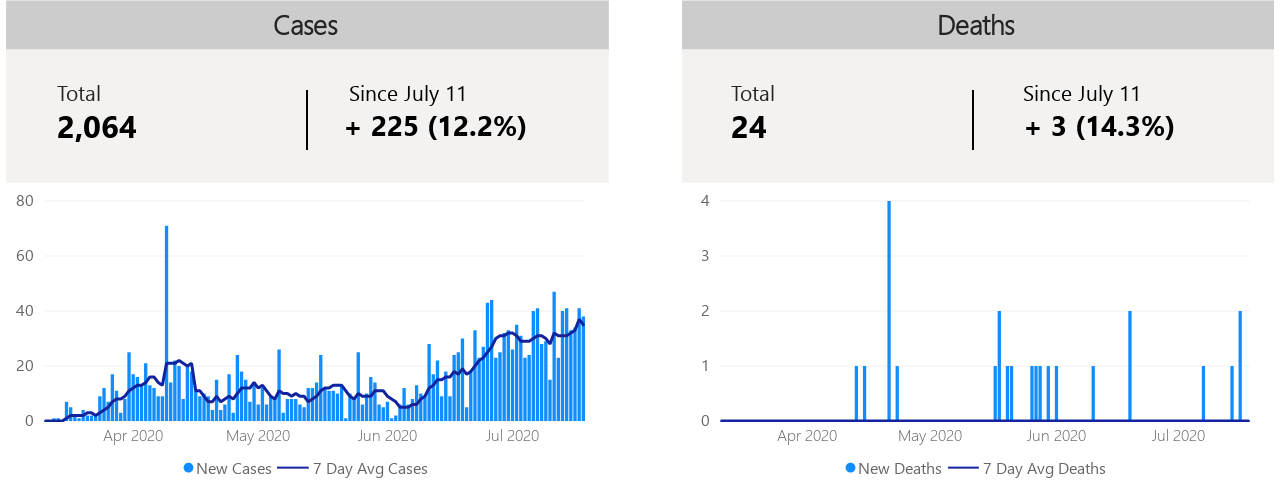 Cases
Total
2,064
Since July 11
+ 225 (12.2%)
80
60
40
20
0
Apr 2020
May 2020
Jun 2020
Jul 2020
New Cases
7 Day Avg Cases
Deaths
Total
24
Since July 11
+ 3 (14.3%)
4
3
2
1
0
Apr 2020
May 2020
Jun 2020
Jul 2020
New Deaths
7 Day Avg Deaths